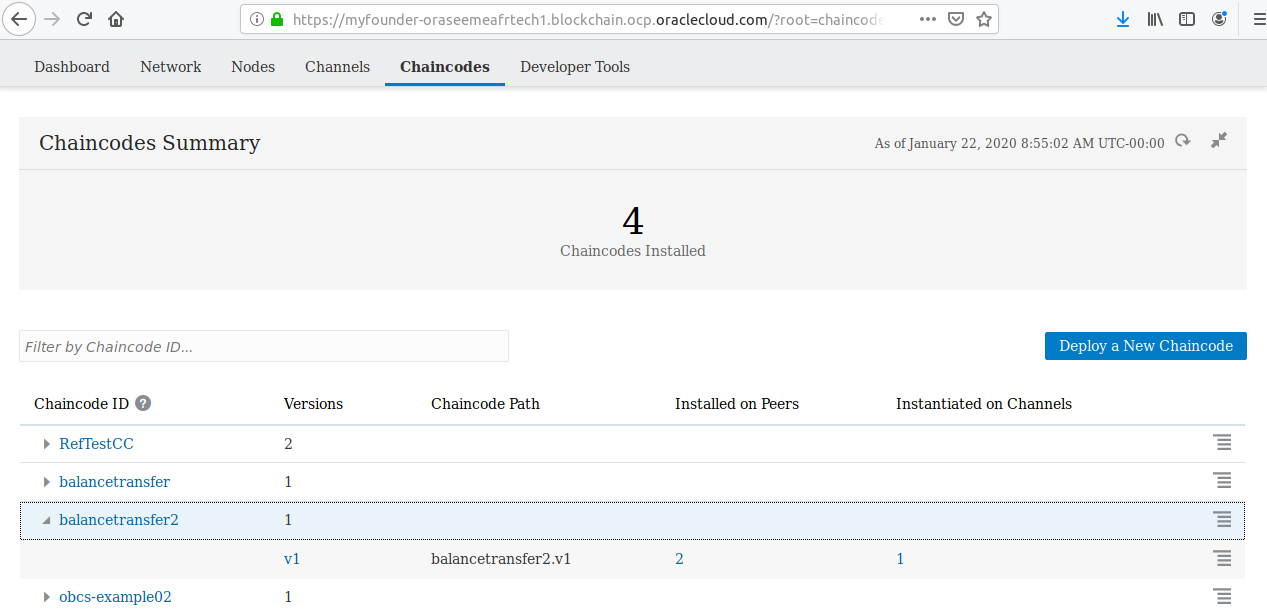 https://myfounder-oraseemeafrtech1.blockchain.ocp.oraclecloud.com/?root=chaincode
Dashboard Network Nodes Channels Chaincodes Developer Tools
Chaincodes Summary As of January 22, 2020 8:55:02 AM UTC-00:00
4
Chaincodes Installed
Filter by Chaincode ID... Deploy a New Chaincode
Chaincode ID ? Versions Chaincode Path Installed on Peers Instantiated on Channels
RefTestCC 2
balancetransfer 1
balancetransfer2 1
v1 balancetransfer2.v1 2 1
obcs-example02 1